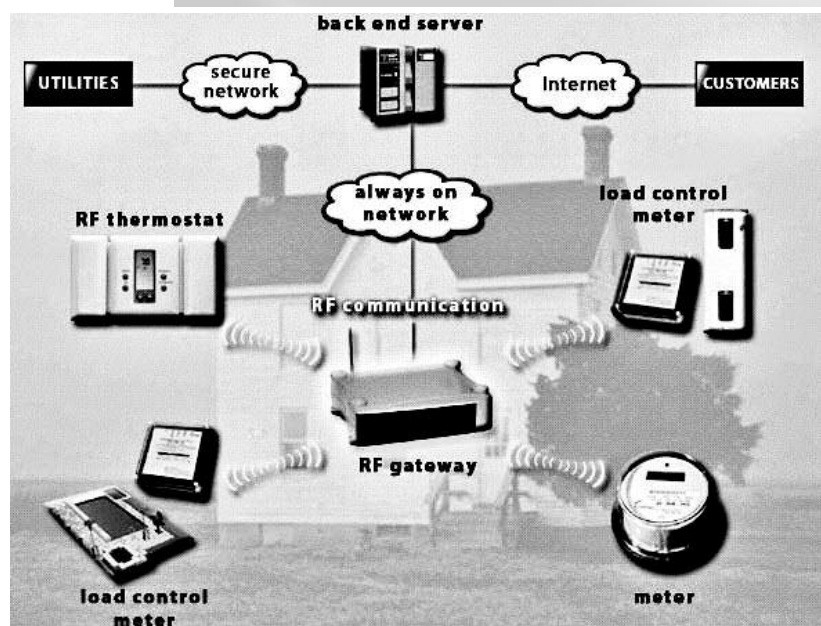 back end server
UTILITIES
secure
network
Internet
CUSTOMERS
always on
network
RF thermostat
load control
meter
RF communication
RF gateway
load control
meter
meter